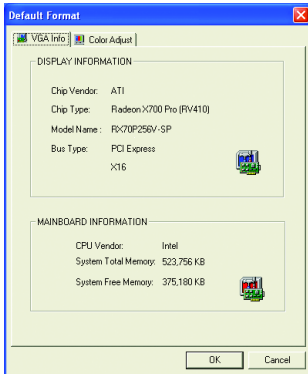 Default Format
VGA Info
Color Adjust
DISPLAY INFORMATION
Chip Vendor: ATI
Chip Type: Radeon X700 Pro (RV410)
Model Name : RX70P256V-SP
Bus Type: PCI Express
X16
MAINBOARD INFORMATION
CPU Vendor: Intel
System Total Memory: 523,756 KB
System Free Memory: 375,180 KB
OK
Cancel